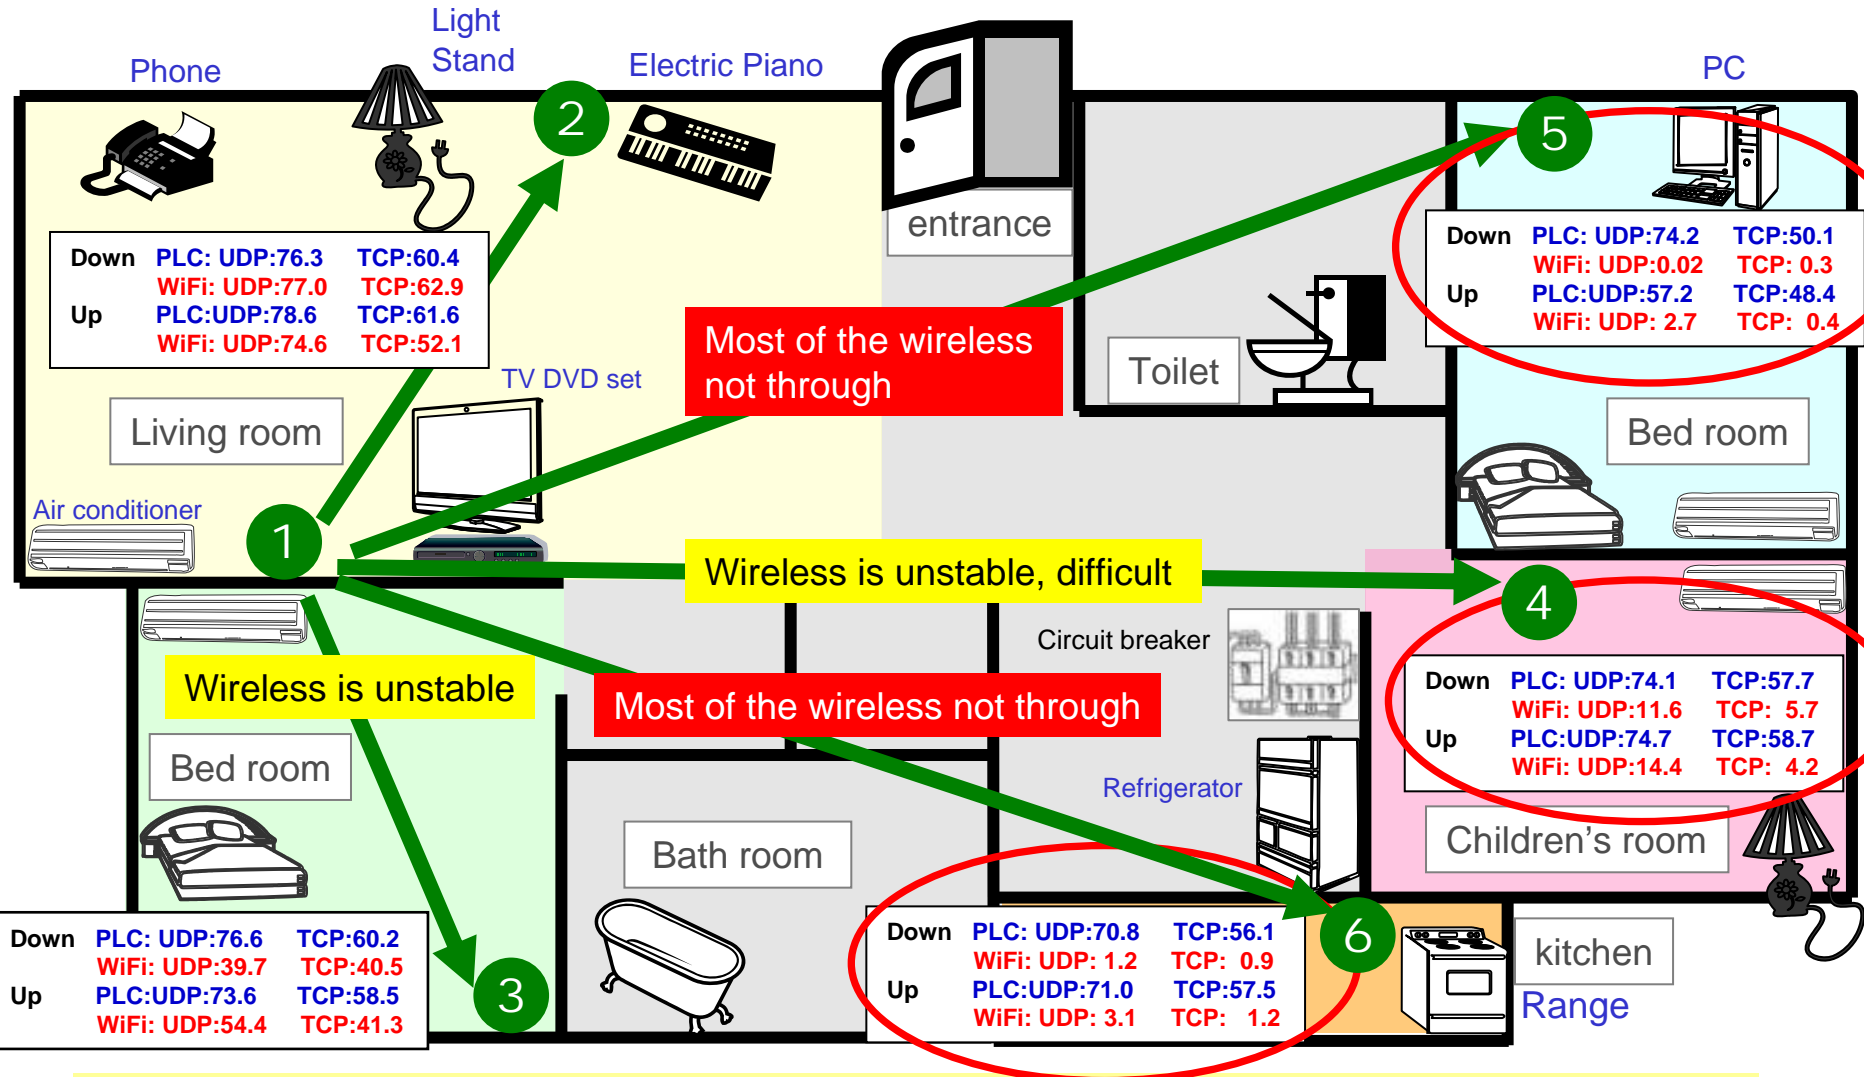 Light
Stand
Phone
Electric Piano
PC
2
5
entrance
Down PLC: UDP:76.3 TCP:60.4
WiFi: UDP:77.0 TCP:62.9
Up PLC:UDP:78.6 TCP:61.6
WiFi: UDP:74.6 TCP:52.1
Down PLC: UDP:74.2 TCP:50.1
WiFi: UDP:0.02 TCP: 0.3
Up PLC:UDP:57.2 TCP:48.4
WiFi: UDP: 2.7 TCP: 0.4
Most of the wireless
not through
Toilet
TV DVD set
Living room
Bed room
Air conditioner
1
Wireless is unstable, difficult
4
Circuit breaker
Wireless is unstable
Most of the wireless not through
Down PLC: UDP:74.1 TCP:57.7
WiFi: UDP:11.6 TCP: 5.7
Up PLC:UDP:74.7 TCP:58.7
WiFi: UDP:14.4 TCP: 4.2
Bed room
Refrigerator
Children’s room
Bath room
Down PLC: UDP:76.6 TCP:60.2
WiFi: UDP:39.7 TCP:40.5
Up PLC:UDP:73.6 TCP:58.5
WiFi: UDP:54.4 TCP:41.3
3
Down PLC: UDP:70.8 TCP:56.1
WiFi: UDP: 1.2 TCP: 0.9
Up PLC:UDP:71.0 TCP:57.5
WiFi: UDP: 3.1 TCP: 1.2
6
kitchen
Range